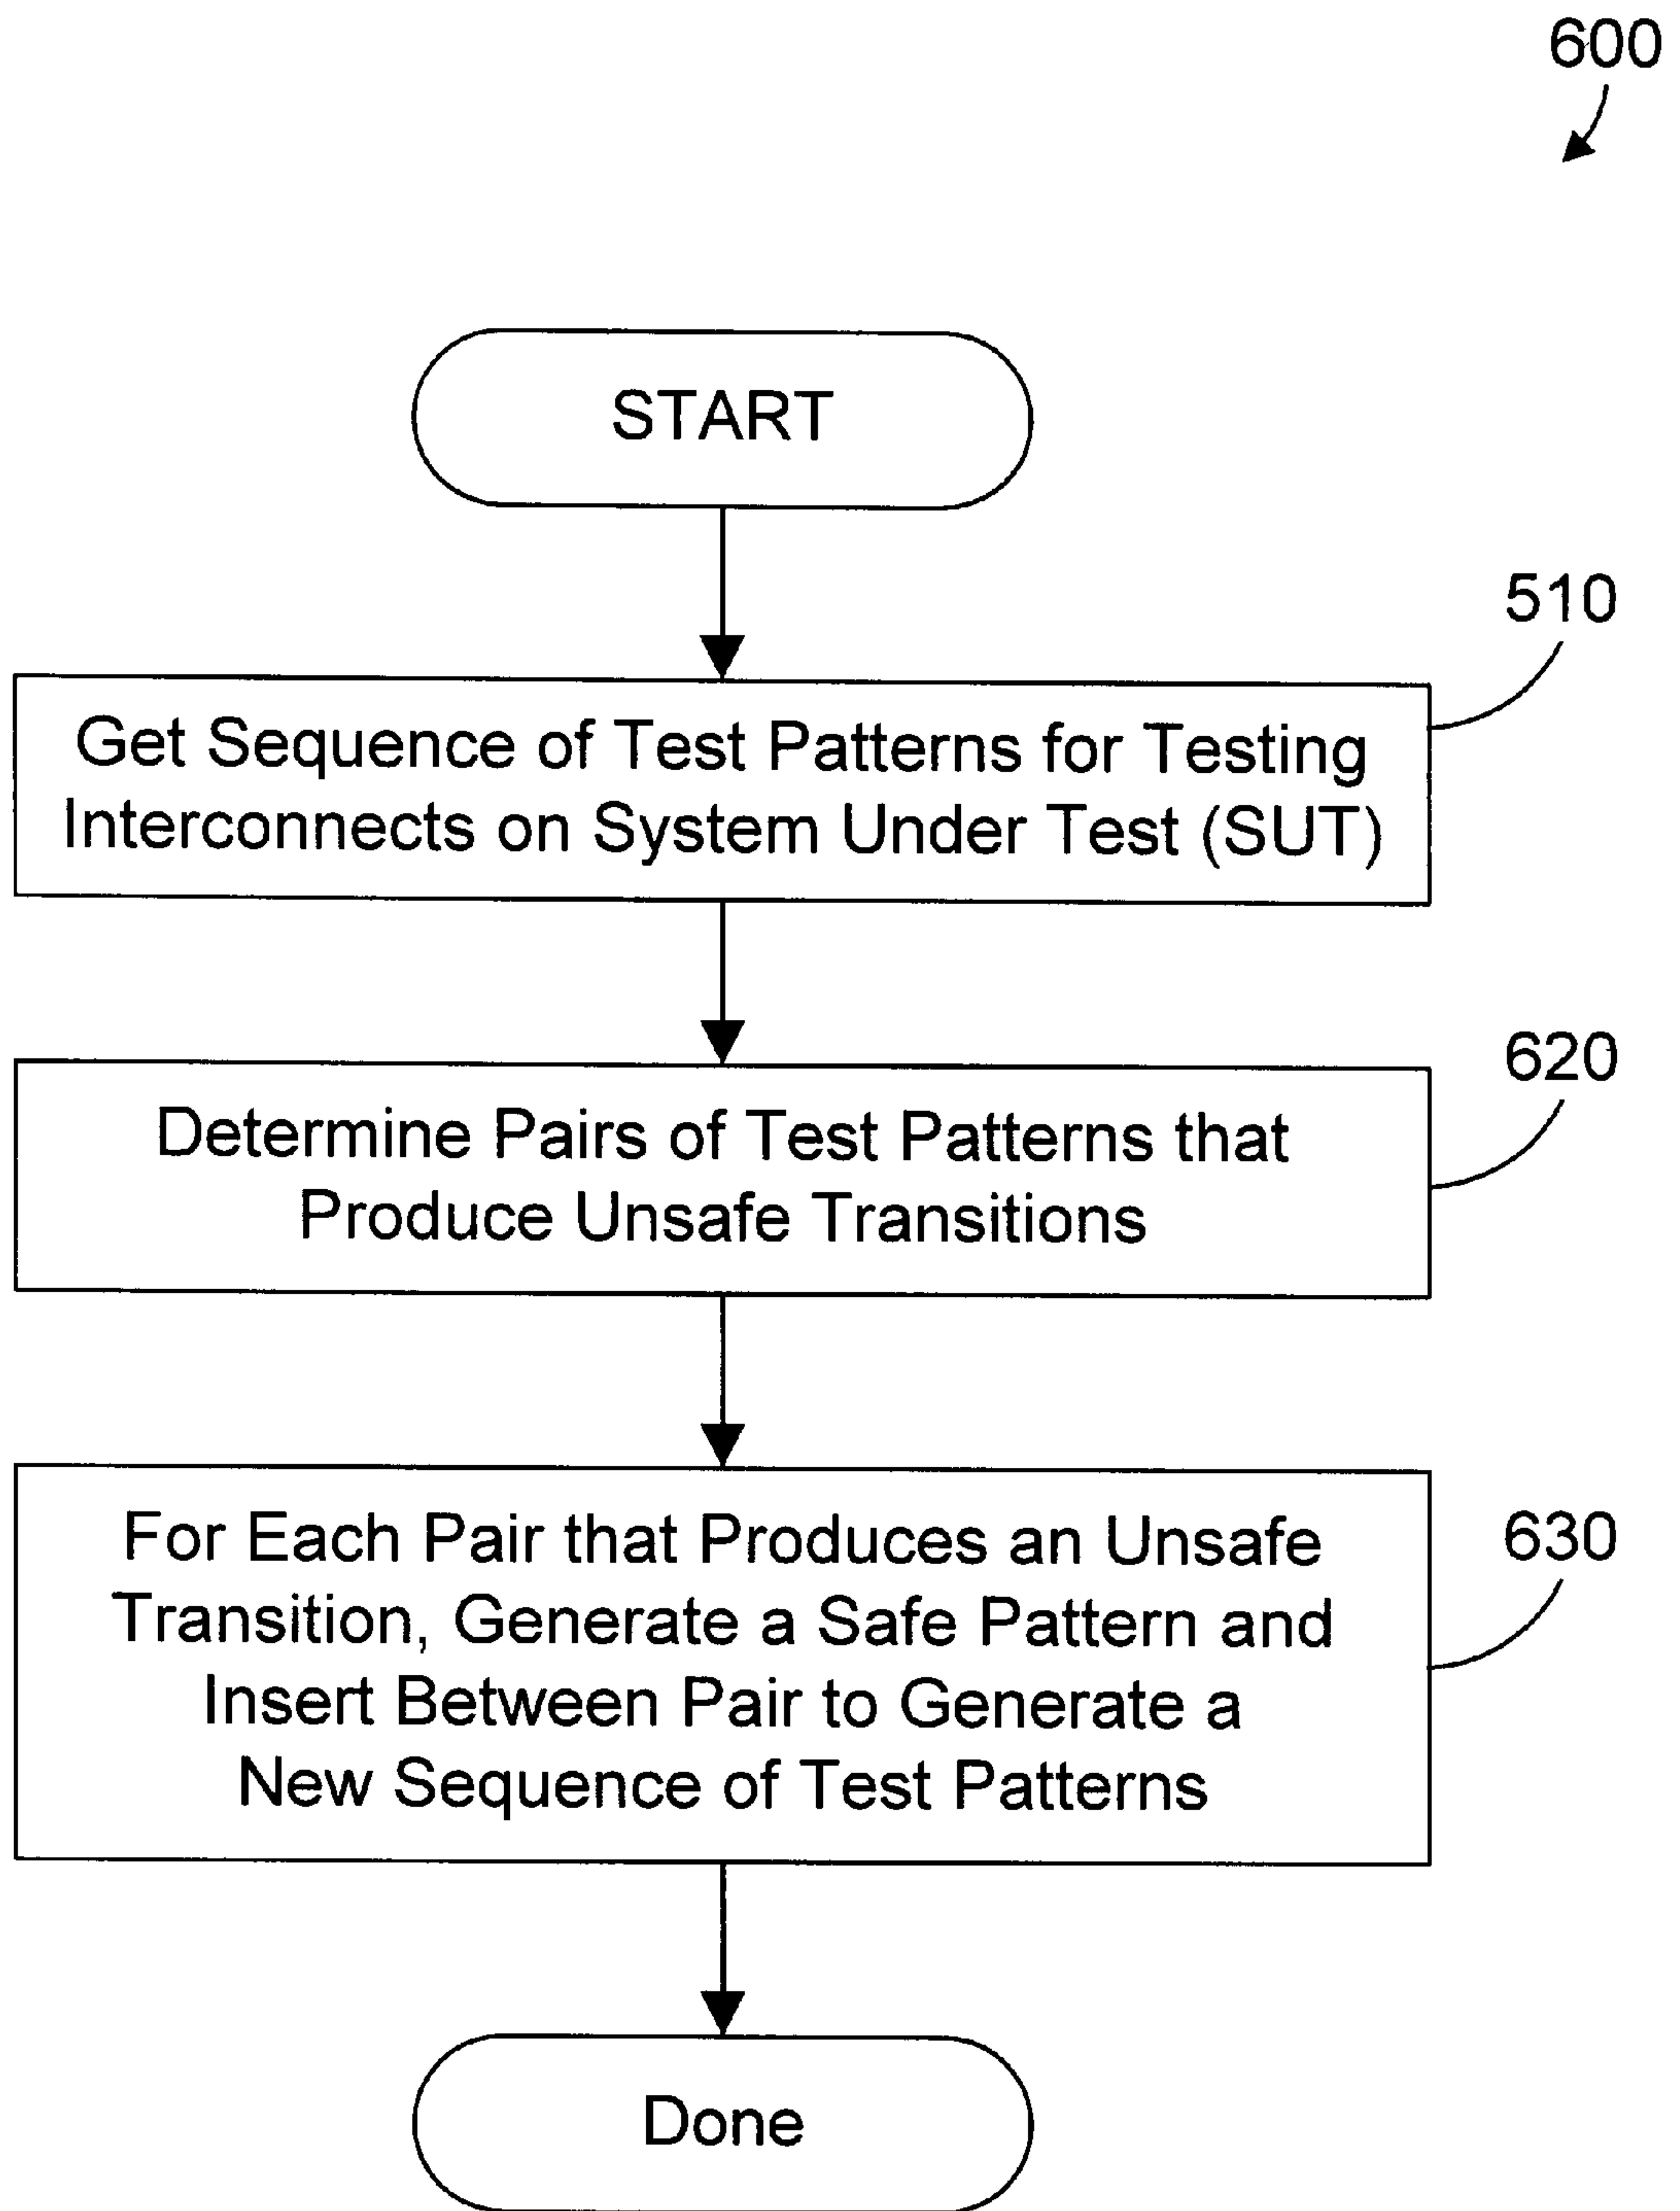 600
START
510
Get Sequence of Test Patterns for Testing
Interconnects on System Under Test (SUT)
620
Determine Pairs of Test Patterns that
Produce Unsafe Transitions
630
For Each Pair that Produces an Unsafe
Transition, Generate a Safe Pattern and
Insert Between Pair to Generate a
New Sequence of Test Patterns
Done